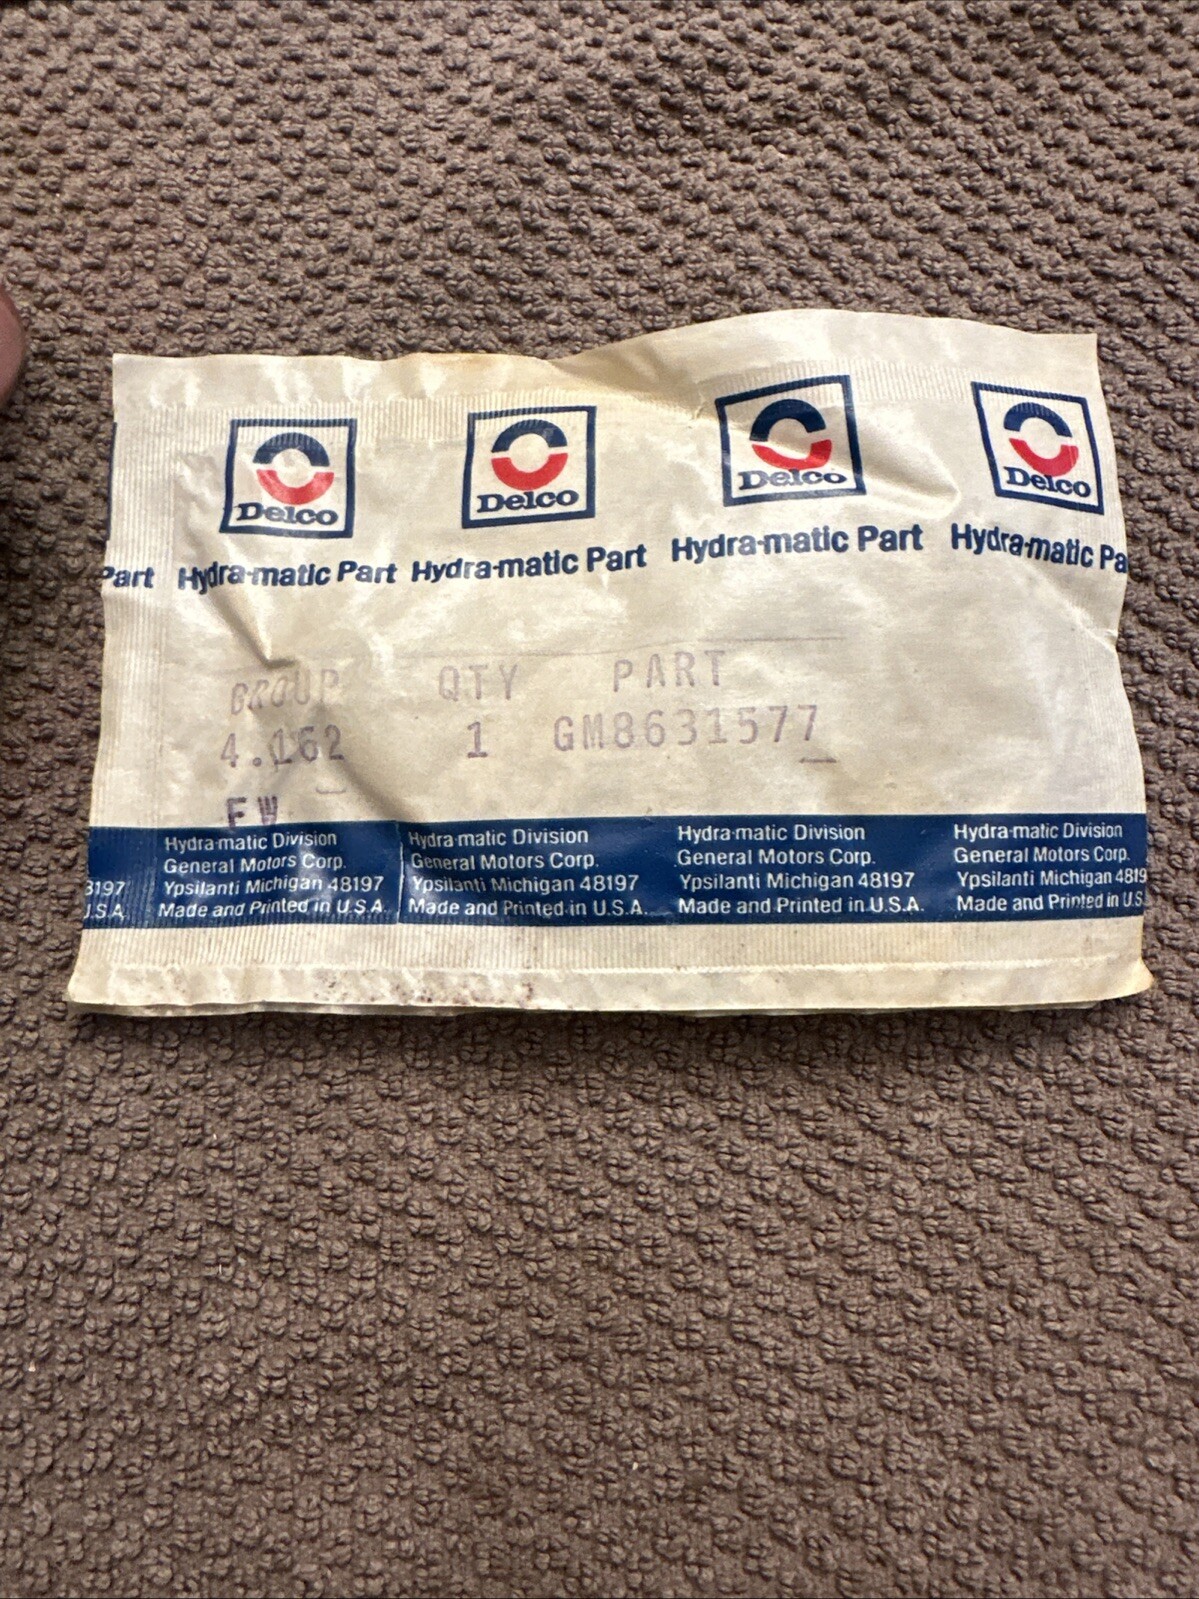 Delco Delco Delco Delco
Part Hydra-matic Part Hydra-matic Part Hydra-matic Part Hydra-matic Pa
GROUP QTY PART
4.162 1 GM8631577
FW
Hydra-matic Division Hydra-matic Division Hydra-matic Division Hydra-matic Division
General Motors Corp. General Motors Corp. General Motors Corp. General Motors Corp.
3197 Ypsilanti Michigan 48197 Ypsilanti Michigan 48197 Ypsilanti Michigan 48197 Ypsilanti Michigan 4819
J.S.A. Made and Printed in U.S.A. Made and Printed in U.S.A. Made and Printed in U.S.A. Made and Printed in U.S.